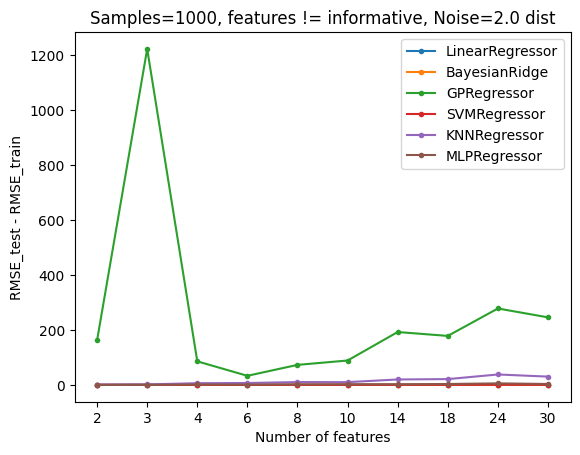 Samples=1000, features != informative, Noise=2.0 dist
RMSE_test - RMSE_train
1200
1000
800
600
400
200
0
LinearRegressor
BayesianRidge
GPRegressor
SVMRegressor
KNNRegressor
MLPRegressor
2 3 4 6 8 10 14 18 24 30
Number of features